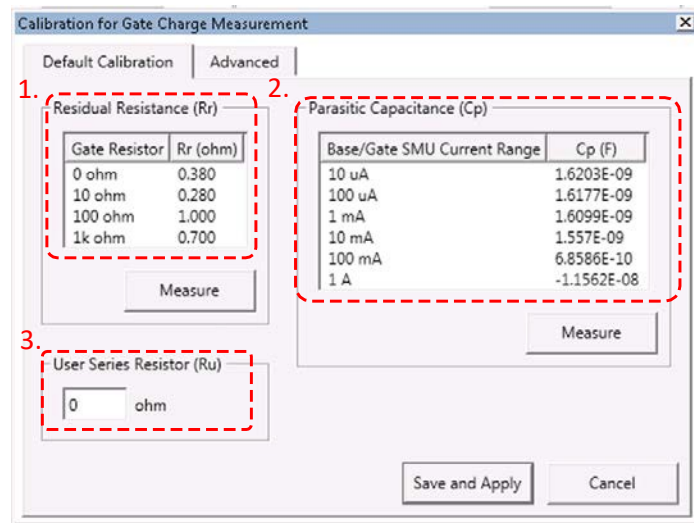 Calibration for Gate Charge Measurement
Default Calibration Advanced
1.
Residual Resistance (Rr)
Gate Resistor Rr (ohm)
0 ohm 0.380
10 ohm 0.280
100 ohm 1.000
1k ohm 0.700
Measure
2.
Parasitic Capacitance (Cp)
Base/Gate SMU Current Range Cp (F)
10 uA 1.6203E-09
100 uA 1.6177E-09
1 mA 1.6099E-09
10 mA 1.557E-09
100 mA 6.8586E-10
1 A -1.1562E-08
Measure
3.
User Series Resistor (Ru)
0 ohm
Save and Apply Cancel